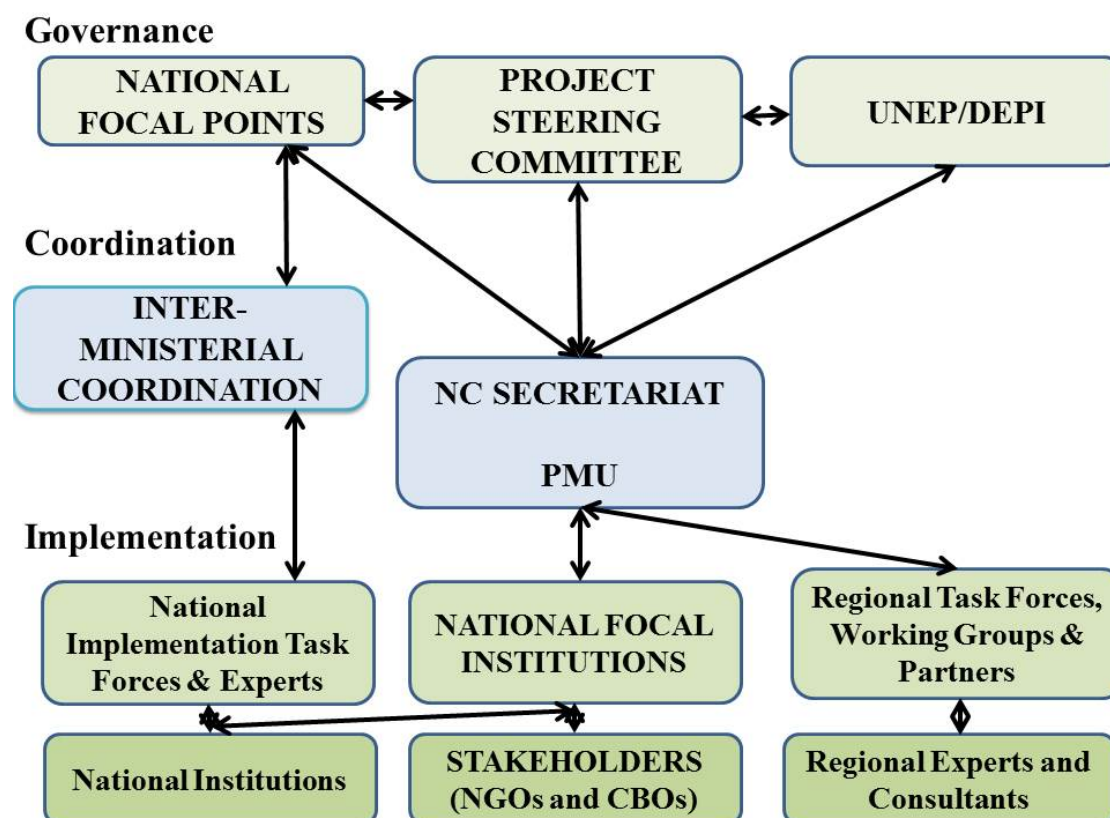 Governance
NATIONAL
FOCAL POINTS
PROJECT
STEERING
COMMITTEE
UNEP/DEPI
Coordination
INTER-
MINISTERIAL
COORDINATION
NC SECRETARIAT
PMU
Implementation
National
Implementation Task
Forces & Experts
NATIONAL FOCAL
INSTITUTIONS
Regional Task Forces,
Working Groups &
Partners
National Institutions
STAKEHOLDERS
(NGOs and CBOs)
Regional Experts and
Consultants